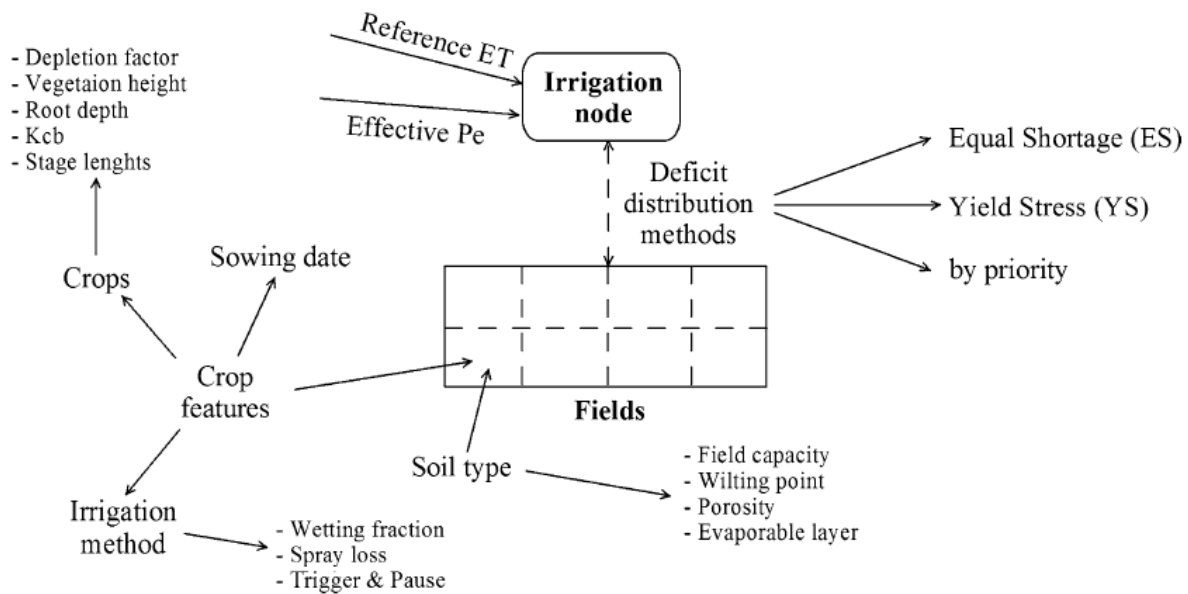 Reference ET
Effective Pe
Irrigation
node
- Depletion factor
- Vegetaion height
- Root depth
- Kcb
- Stage lenghts
Deficit
distribution
methods
Equal Shortage (ES)
Yield Stress (YS)
by priority
Crops
Sowing date
Crop
features
Fields
Soil type
- Field capacity
- Wilting point
- Porosity
- Evaporable layer
Irrigation
method
- Wetting fraction
- Spray loss
- Trigger & Pause